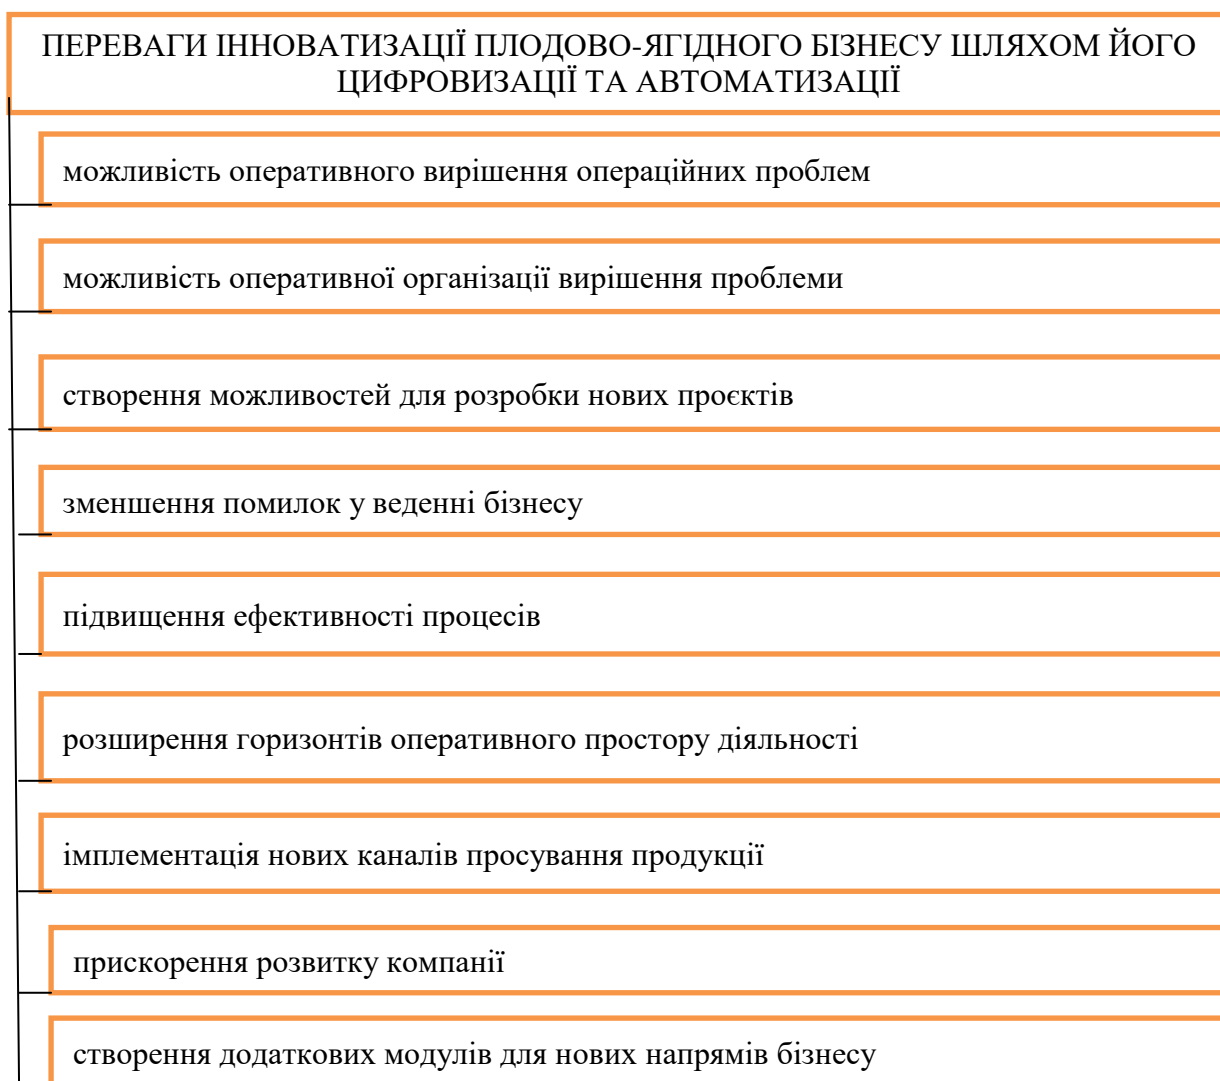 ПЕРЕВАГИ ІННОВАТИЗАЦІЇ ПЛОДОВО-ЯГІДНОГО БІЗНЕСУ ШЛЯХОМ ЙОГО
ЦИФРОВИЗАЦІЇ ТА АВТОМАТИЗАЦІЇ
можливість оперативного вирішення операційних проблем
можливість оперативної організації вирішення проблеми
створення можливостей для розробки нових проєктів
зменшення помилок у веденні бізнесу
підвищення ефективності процесів
розширення горизонтів оперативного простору діяльності
імплементація нових каналів просування продукції
прискорення розвитку компанії
створення додаткових модулів для нових напрямів бізнесу